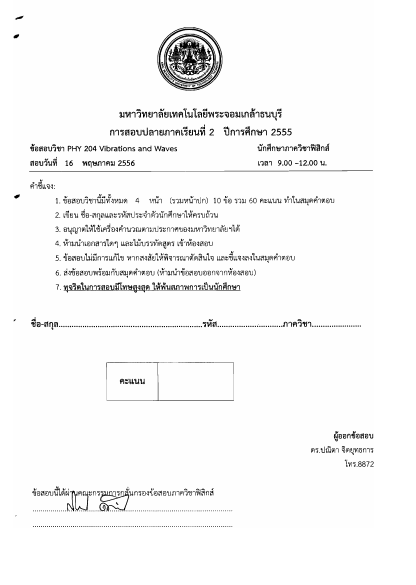 มหาวิทยาลัยเทคโนโลยีพระจอมเกล้าธนบุรี
การสอบปลายภาคเรียนที่ 2 ปีการศึกษา 2555
ข้อสอบวิชา PHY 204 Vibrations and Waves นักศึกษาภาควิชาฟิสิกส์
สอบวันที่ 16 พฤษภาคม 2556 เวลา 9.00 -12.00 น.
คำชี้แจง:
1. ข้อสอบวิชานี้มีทั้งหมด 4 หน้า (รวมหน้าปก) 10 ข้อ รวม 60 คะแนน ทำในสมุดคำตอบ
2. เขียน ชื่อ-สกุลและรหัสประจำตัวนักศึกษาให้ครบถ้วน
3. อนุญาตให้ใช้เครื่องคำนวณตามประกาศของมหาวิทยาลัยฯได้
4. ห้ามนำเอกสารใดๆ และไม้บรรทัดสูตร เข้าห้องสอบ
5. ข้อสอบไม่มีการแก้ไข หากสงสัยให้พิจารณาตัดสินใจ และชี้แจงลงในสมุดคำตอบ
6. ส่งข้อสอบพร้อมกับสมุดคำตอบ (ห้ามนำข้อสอบออกจากห้องสอบ)
7. ทุจริตในการสอบมีโทษสูงสุด ให้พ้นสภาพการเป็นนักศึกษา
ชื่อ-สกุล.......................................................รหัส.........................ภาควิชา.....................
คะแนน
ผู้ออกข้อสอบ
ดร.ปณิตา จิตยุทธการ
โทร.8872
ข้อสอบนี้ได้ผ่านคณะกรรมการกลั่นกรองข้อสอบภาควิชาฟิสิกส์